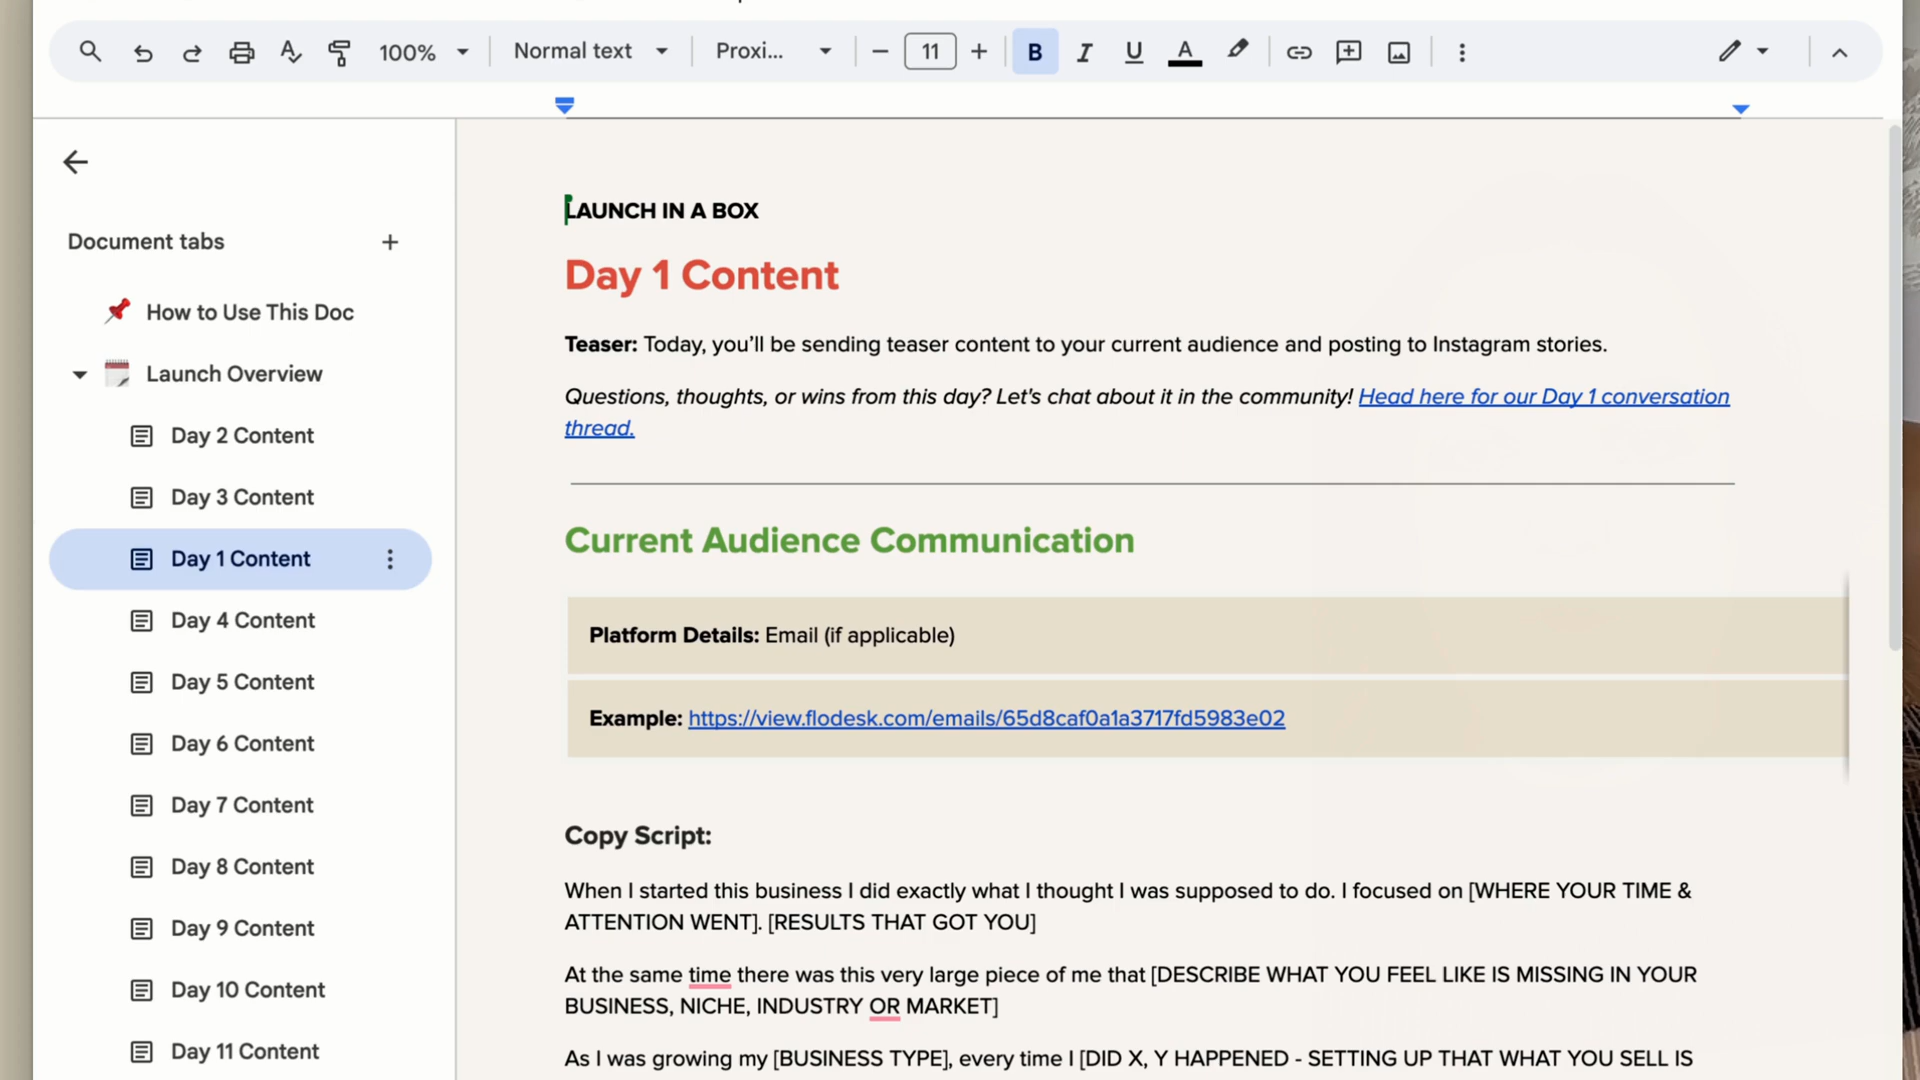 100%
Normal text
Proxi...
11
B
I
U
A
Document tabs
How to Use This Doc
Launch Overview
Day 2 Content
Day 3 Content
Day 1 Content
Day 4 Content
Day 5 Content
Day 6 Content
Day 7 Content
Day 8 Content
Day 9 Content
Day 10 Content
Day 11 Content
LAUNCH IN A BOX
Day 1 Content
Teaser: Today, you’ll be sending teaser content to your current audience and posting to Instagram stories.
Questions, thoughts, or wins from this day? Let's chat about it in the community! Head here for our Day 1 conversation
thread.
Current Audience Communication
Platform Details: Email (if applicable)
Example: https://view.flodesk.com/emails/65d8caf0a1a3717fd5983e02
Copy Script:
When I started this business I did exactly what I thought I was supposed to do. I focused on [WHERE YOUR TIME &
ATTENTION WENT]. [RESULTS THAT GOT YOU]
At the same time there was this very large piece of me that [DESCRIBE WHAT YOU FEEL LIKE IS MISSING IN YOUR
BUSINESS, NICHE, INDUSTRY OR MARKET]
As I was growing my [BUSINESS TYPE], every time I [DID X, Y HAPPENED - SETTING UP THAT WHAT YOU SELL IS